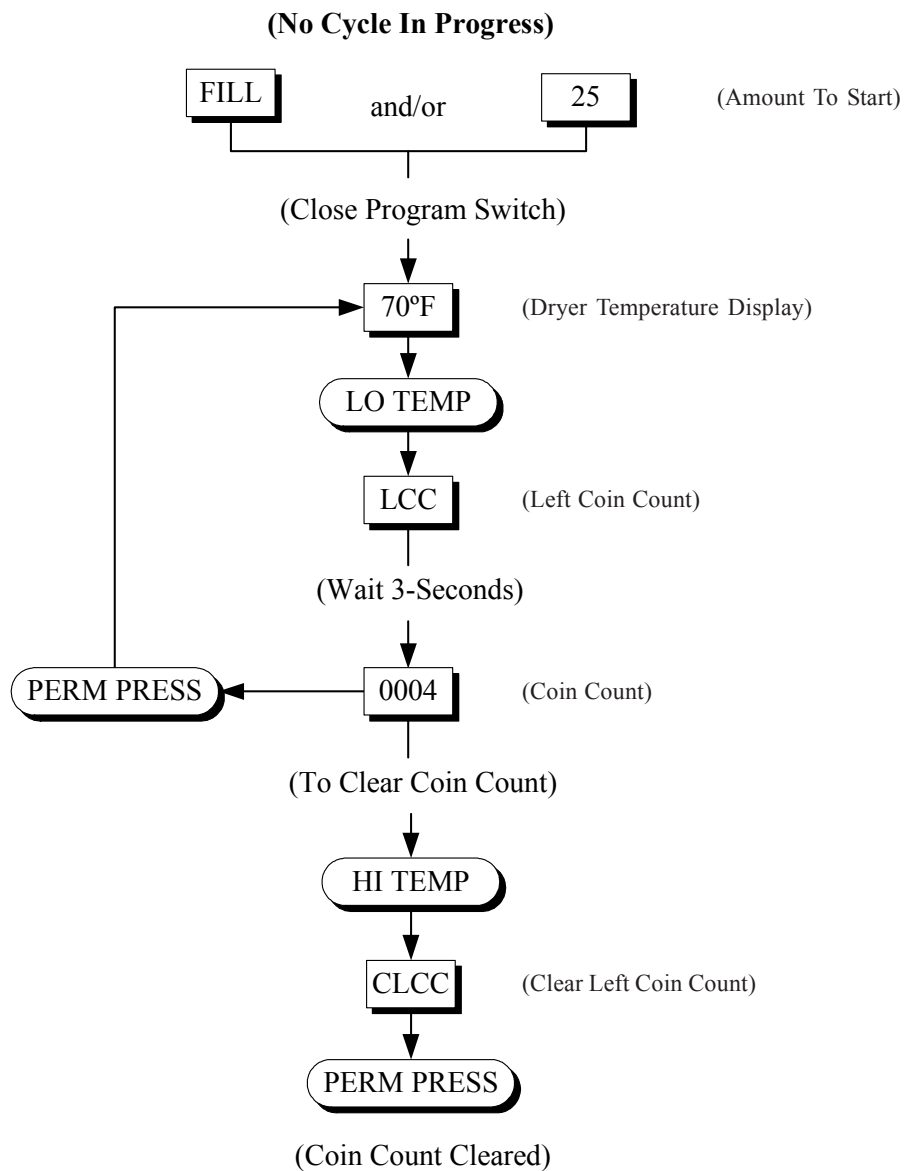 (No Cycle In Progress)
FILL and/or 25 (Amount To Start)
(Close Program Switch)
70ºF (Dryer Temperature Display)
LO TEMP
LCC (Left Coin Count)
(Wait 3-Seconds)
PERM PRESS 0004 (Coin Count)
(To Clear Coin Count)
HI TEMP
CLCC (Clear Left Coin Count)
PERM PRESS
(Coin Count Cleared)